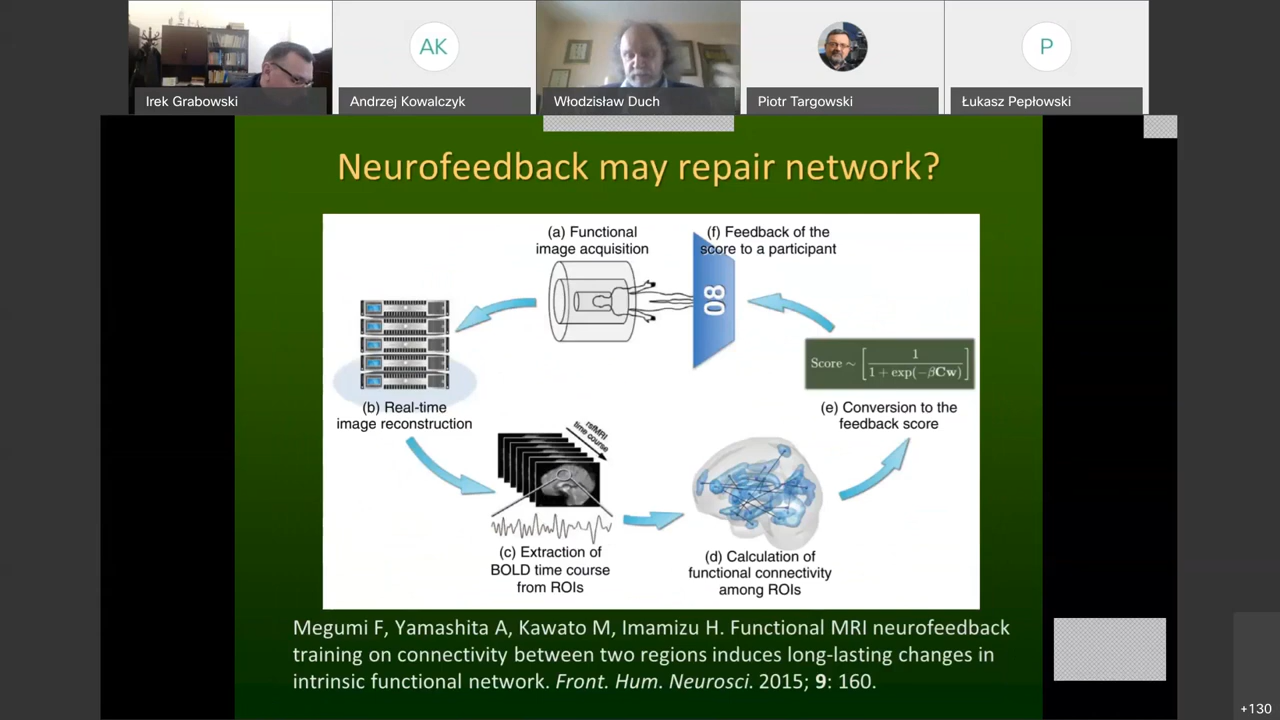 AK
P
Irek Grabowski
Andrzej Kowalczyk
Włodzisław Duch
Piotr Targowski
Łukasz Pepłowski
Neurofeedback may repair network?
(a) Functional
image acquisition
(f) Feedback of the
score to a participant
80
Score ~ [ 1 / 1 + exp(−βCw) ]
(b) Real-time
image reconstruction
(e) Conversion to the
feedback score
rsfMRI
time course
(c) Extraction of
BOLD time course
from ROIs
(d) Calculation of
functional connectivity
among ROIs
Megumi F, Yamashita A, Kawato M, Imamizu H. Functional MRI neurofeedback
training on connectivity between two regions induces long-lasting changes in
intrinsic functional network. Front. Hum. Neurosci. 2015; 9: 160.
+130